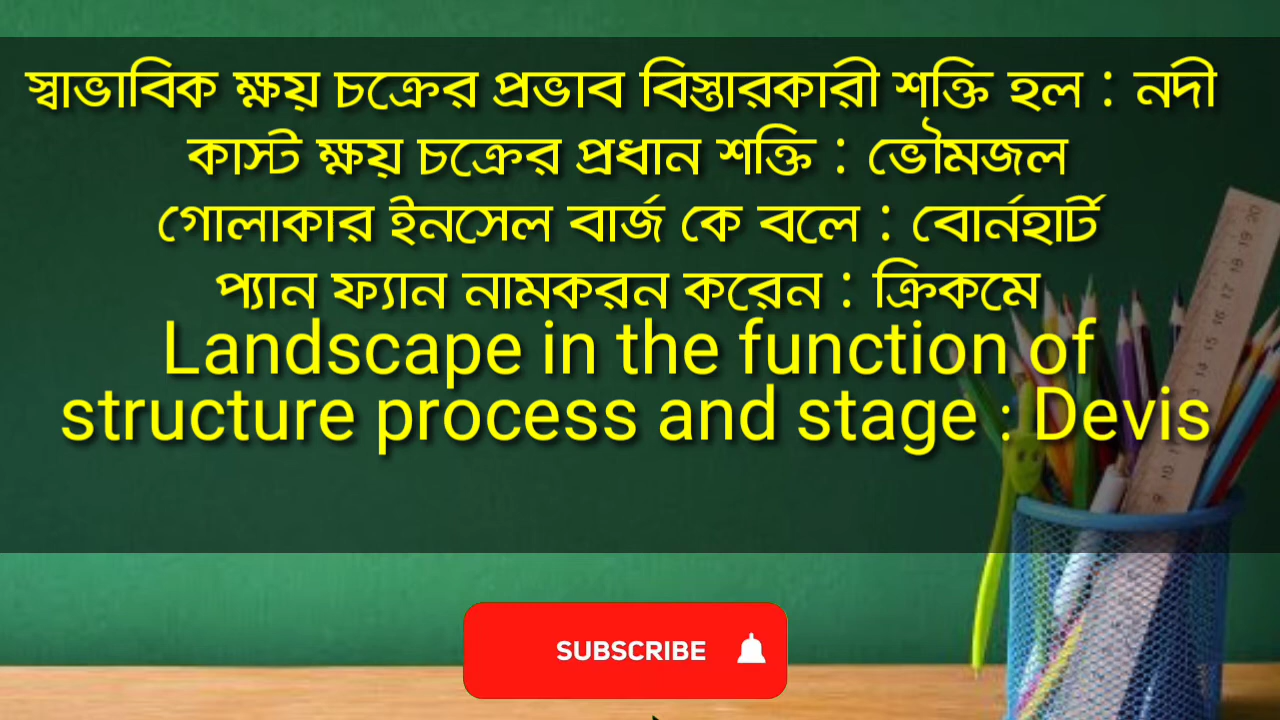 স্বাভাবিক ক্ষয় চক্রের প্রভাব বিস্তারকারী শক্তি হল : নদী
কাস্ট ক্ষয় চক্রের প্রধান শক্তি : ভৌমজল
গোলাকার ইনসেল বার্জ কে বলে : বোর্নহার্ট
প্যান ফ্যান নামকরন করেন : ক্রিকমে
Landscape in the function of
structure process and stage : Devis
SUBSCRIBE